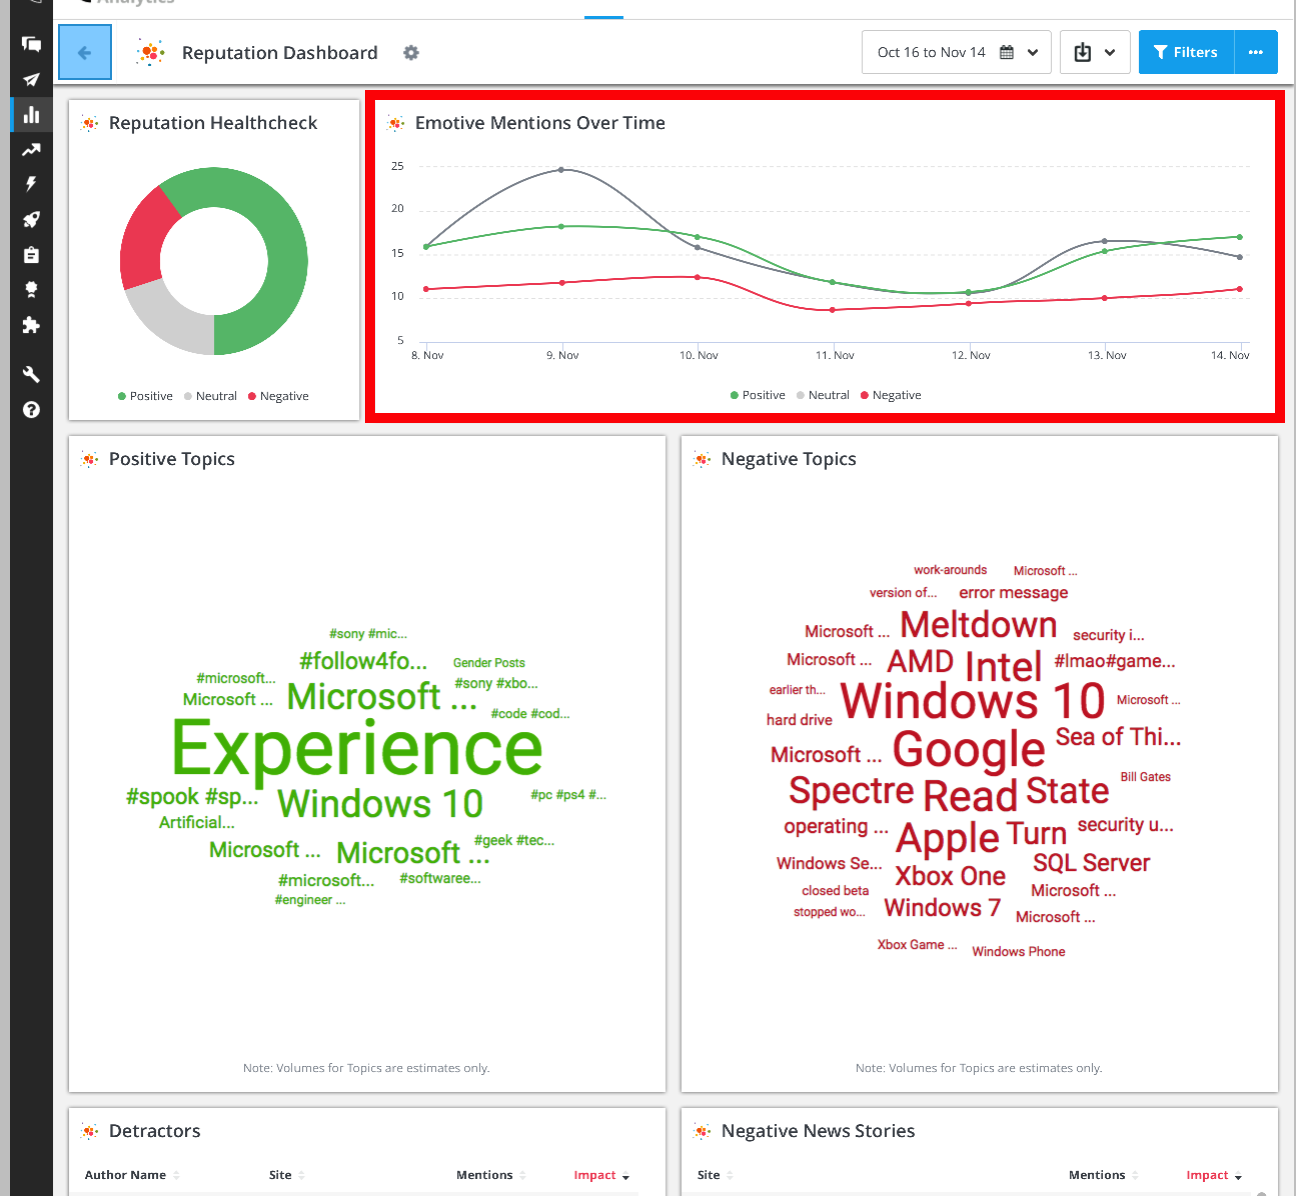 Analytics
Reputation Dashboard
Oct 16 to Nov 14
Filters
Reputation Healthcheck
Positive Neutral Negative
Emotive Mentions Over Time
25
20
15
10
5
8. Nov 9. Nov 10. Nov 11. Nov 12. Nov 13. Nov 14. Nov
Positive Neutral Negative
Positive Topics
#sony #mic...
#follow4fo... Gender Posts
#microsoft... #sony #xbo...
Microsoft ... Microsoft ...
#code #cod...
Experience
#spook #sp... Windows 10 #pc #ps4 #...
Artificial...
#geek #tec...
Microsoft ... Microsoft ...
#microsoft... #softwaree...
#engineer ...
Note: Volumes for Topics are estimates only.
Negative Topics
work-arounds Microsoft ...
version of... error message
Microsoft ... Meltdown security i...
Microsoft ... AMD Intel #lmao#game...
earlier th... Windows 10 Microsoft ...
hard drive
Microsoft ... Google Sea of Thi...
Bill Gates
Spectre Read State
operating ... Apple Turn security u...
Windows Se... Xbox One SQL Server
closed beta Microsoft ...
stopped wo... Windows 7 Microsoft ...
Xbox Game ... Windows Phone
Note: Volumes for Topics are estimates only.
Detractors
Author Name Site Mentions Impact
Negative News Stories
Site Mentions Impact